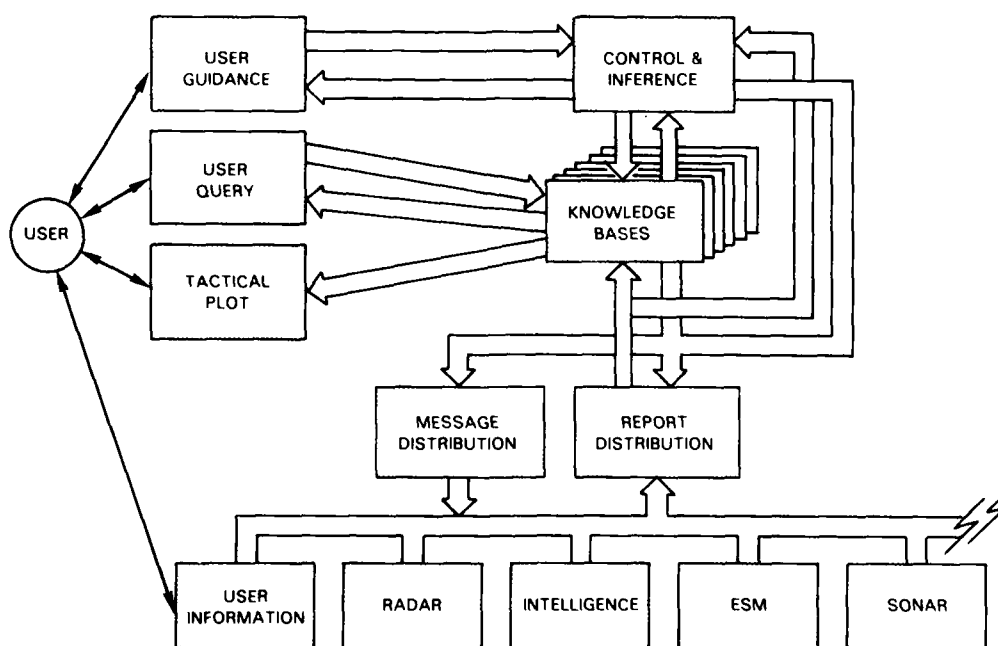 USER
GUIDANCE
CONTROL &
INFERENCE
USER
QUERY
KNOWLEDGE
BASES
USER
TACTICAL
PLOT
MESSAGE
DISTRIBUTION
REPORT
DISTRIBUTION
USER
INFORMATION
RADAR
INTELLIGENCE
ESM
SONAR